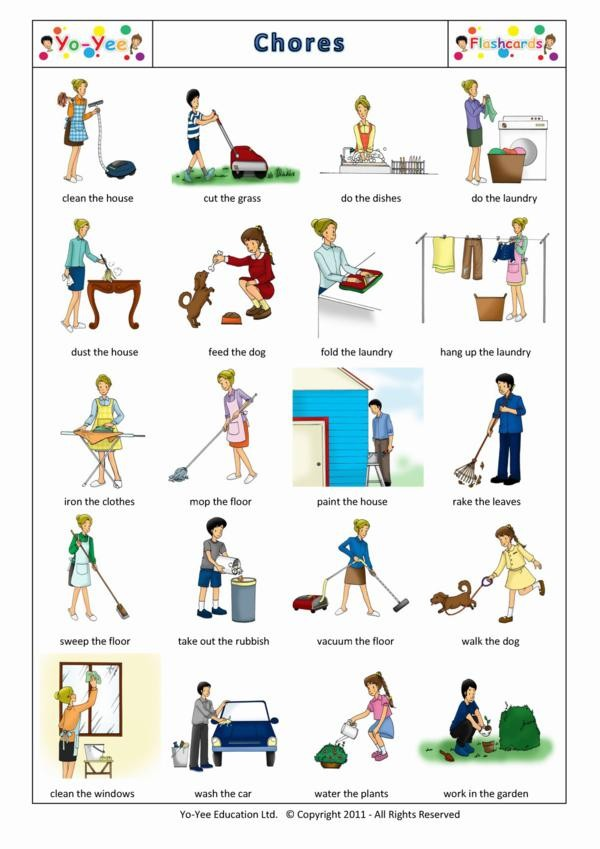 Yo-Yee
Chores
Flashcards
clean the house
cut the grass
do the dishes
do the laundry
dust the house
feed the dog
fold the laundry
hang up the laundry
iron the clothes
mop the floor
paint the house
rake the leaves
sweep the floor
take out the rubbish
vacuum the floor
walk the dog
clean the windows
wash the car
water the plants
work in the garden
Yo-Yee Education Ltd. © Copyright 2011 - All Rights Reserved